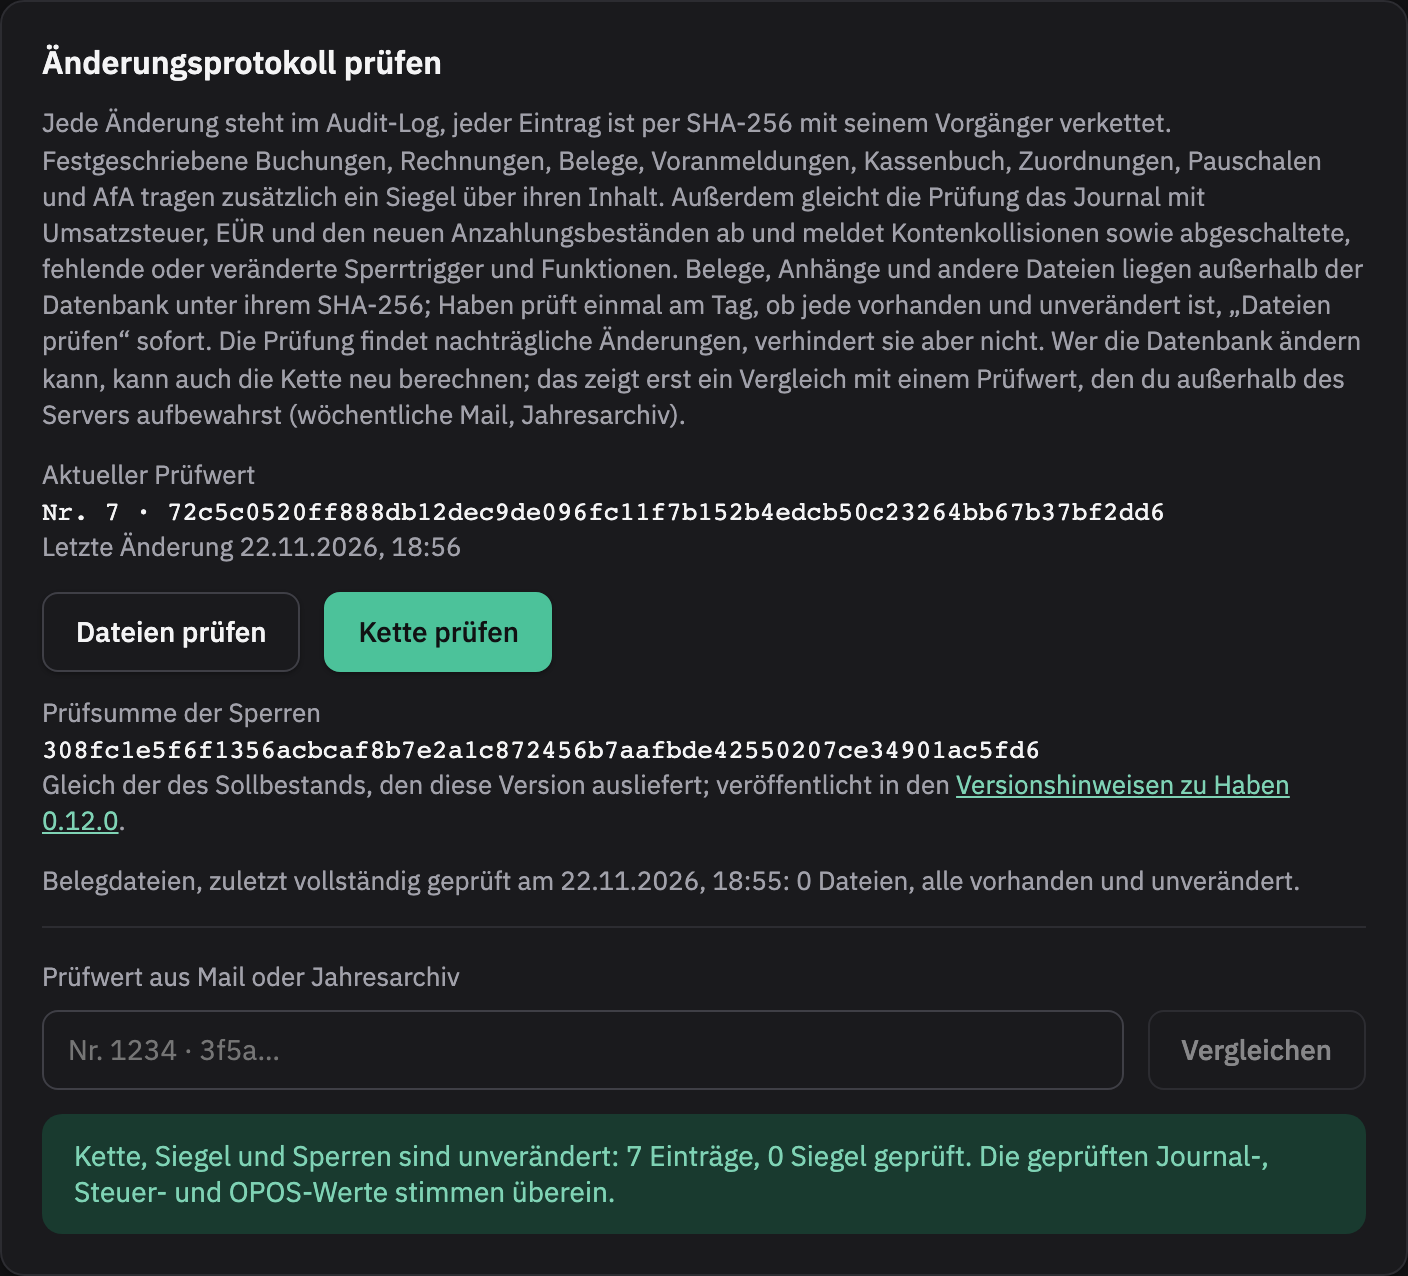 Änderungsprotokoll prüfen
Jede Änderung steht im Audit-Log, jeder Eintrag ist per SHA-256 mit seinem Vorgänger verkettet.
Festgeschriebene Buchungen, Rechnungen, Belege, Voranmeldungen, Kassenbuch, Zuordnungen, Pauschalen
und AfA tragen zusätzlich ein Siegel über ihren Inhalt. Außerdem gleicht die Prüfung das Journal mit
Umsatzsteuer, EÜR und den neuen Anzahlungsbeständen ab und meldet Kontenkollisionen sowie abgeschaltete,
fehlende oder veränderte Sperrtrigger und Funktionen. Belege, Anhänge und andere Dateien liegen außerhalb der
Datenbank unter ihrem SHA-256; Haben prüft einmal am Tag, ob jede vorhanden und unverändert ist, „Dateien
prüfen“ sofort. Die Prüfung findet nachträgliche Änderungen, verhindert sie aber nicht. Wer die Datenbank ändern
kann, kann auch die Kette neu berechnen; das zeigt erst ein Vergleich mit einem Prüfwert, den du außerhalb des
Servers aufbewahrst (wöchentliche Mail, Jahresarchiv).
Aktueller Prüfwert
Nr. 7 · 72c5c0520ff888db12dec9de096fc11f7b152b4edcb50c23264bb67b37bf2dd6
Letzte Änderung 22.11.2026, 18:56
Dateien prüfen
Kette prüfen
Prüfsumme der Sperren
308fc1e5f6f1356acbcaf8b7e2a1c872456b7aafbde42550207ce34901ac5fd6
Gleich der des Sollbestands, den diese Version ausliefert; veröffentlicht in den Versionshinweisen zu Haben
0.12.0.
Belegdateien, zuletzt vollständig geprüft am 22.11.2026, 18:55: 0 Dateien, alle vorhanden und unverändert.
Prüfwert aus Mail oder Jahresarchiv
Nr. 1234 · 3f5a…
Vergleichen
Kette, Siegel und Sperren sind unverändert: 7 Einträge, 0 Siegel geprüft. Die geprüften Journal-,
Steuer- und OPOS-Werte stimmen überein.